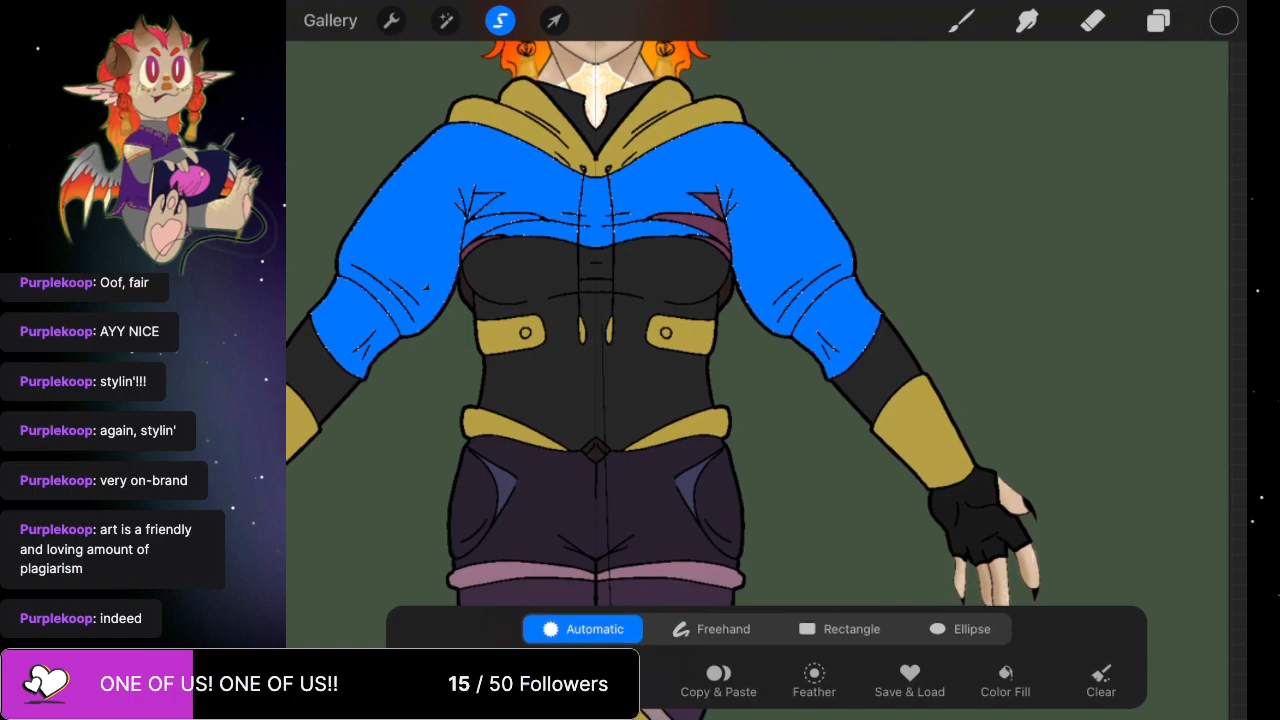 Gallery
Purplekoop: Oof, fair
Purplekoop: AYY NICE
Purplekoop: stylin'!!!
Purplekoop: again, stylin'
Purplekoop: very on-brand
Purplekoop: art is a friendly
and loving amount of
plagiarism
Purplekoop: indeed
Automatic
Freehand
Rectangle
Ellipse
Copy & Paste
Feather
Save & Load
Color Fill
Clear
ONE OF US! ONE OF US!!
15 / 50 Followers